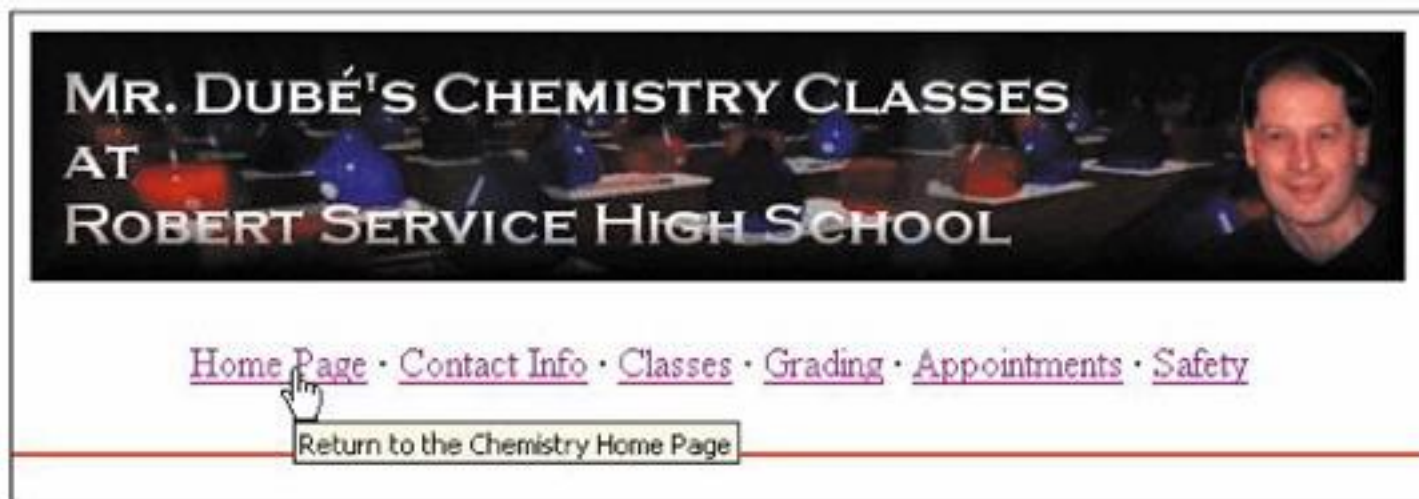 MR. DUBÉ'S CHEMISTRY CLASSES
AT
ROBERT SERVICE HIGH SCHOOL
Home Page · Contact Info · Classes · Grading · Appointments · Safety
Return to the Chemistry Home Page